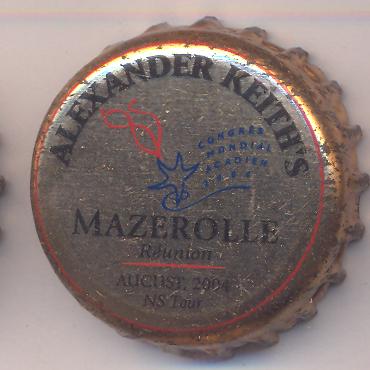 ALEXANDER KEITH'S
CONGRÈS
MONDIAL
ACADIEN
2004
MAZEROLLE
Réunion
AUGUST, 2004
NS Tour